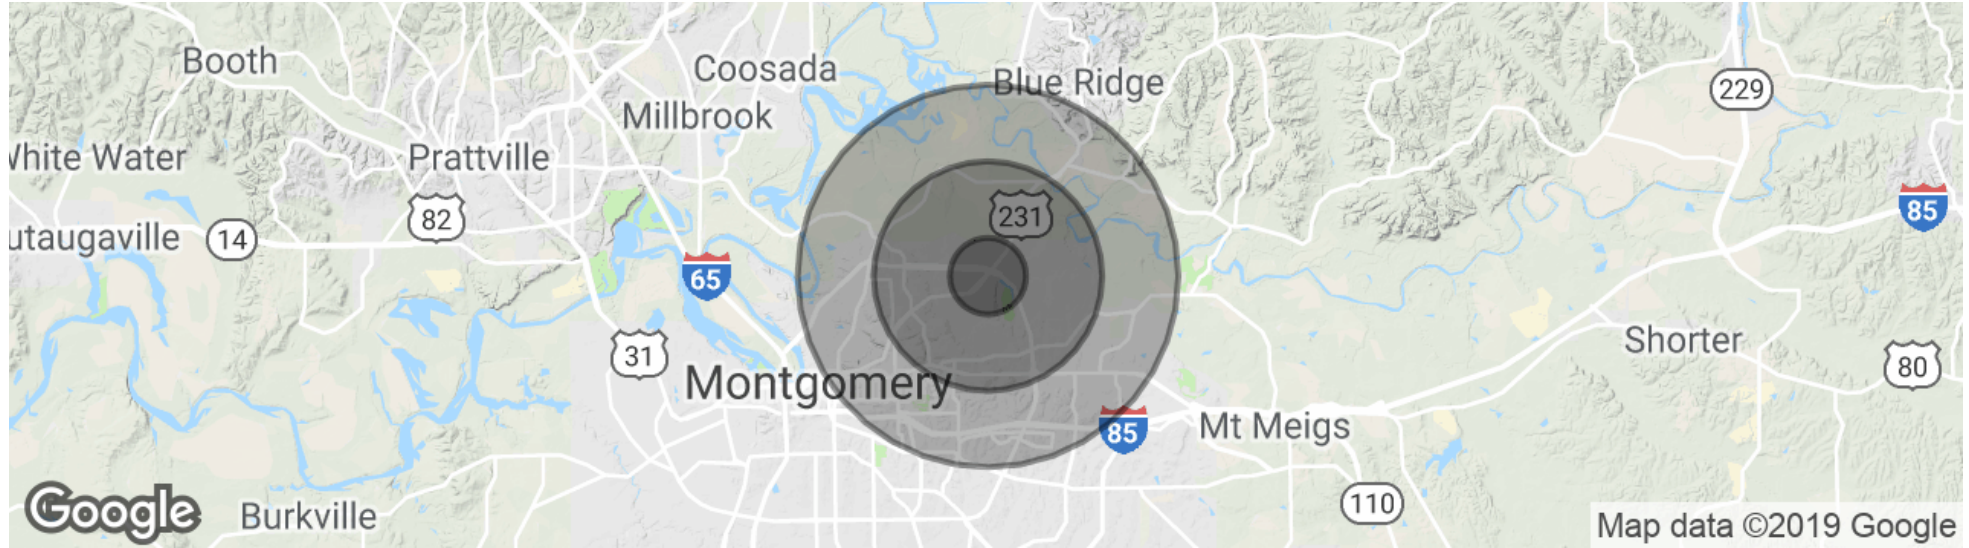 Booth
Coosada
Blue Ridge
229
Millbrook
White Water
Prattville
85
82
231
utaugaville
14
65
Shorter
31
80
Montgomery
85
Mt Meigs
110
Google
Burkville
Map data ©2019 Google